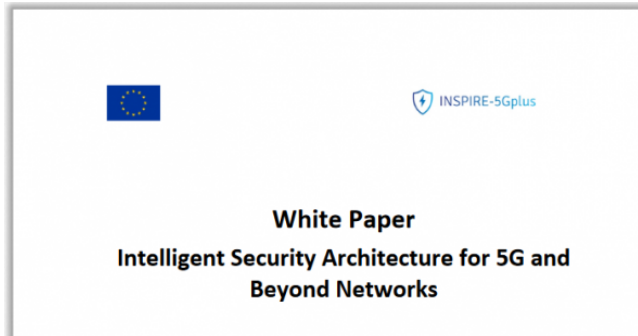 INSPIRE-5Gplus
White Paper
Intelligent Security Architecture for 5G and
Beyond Networks